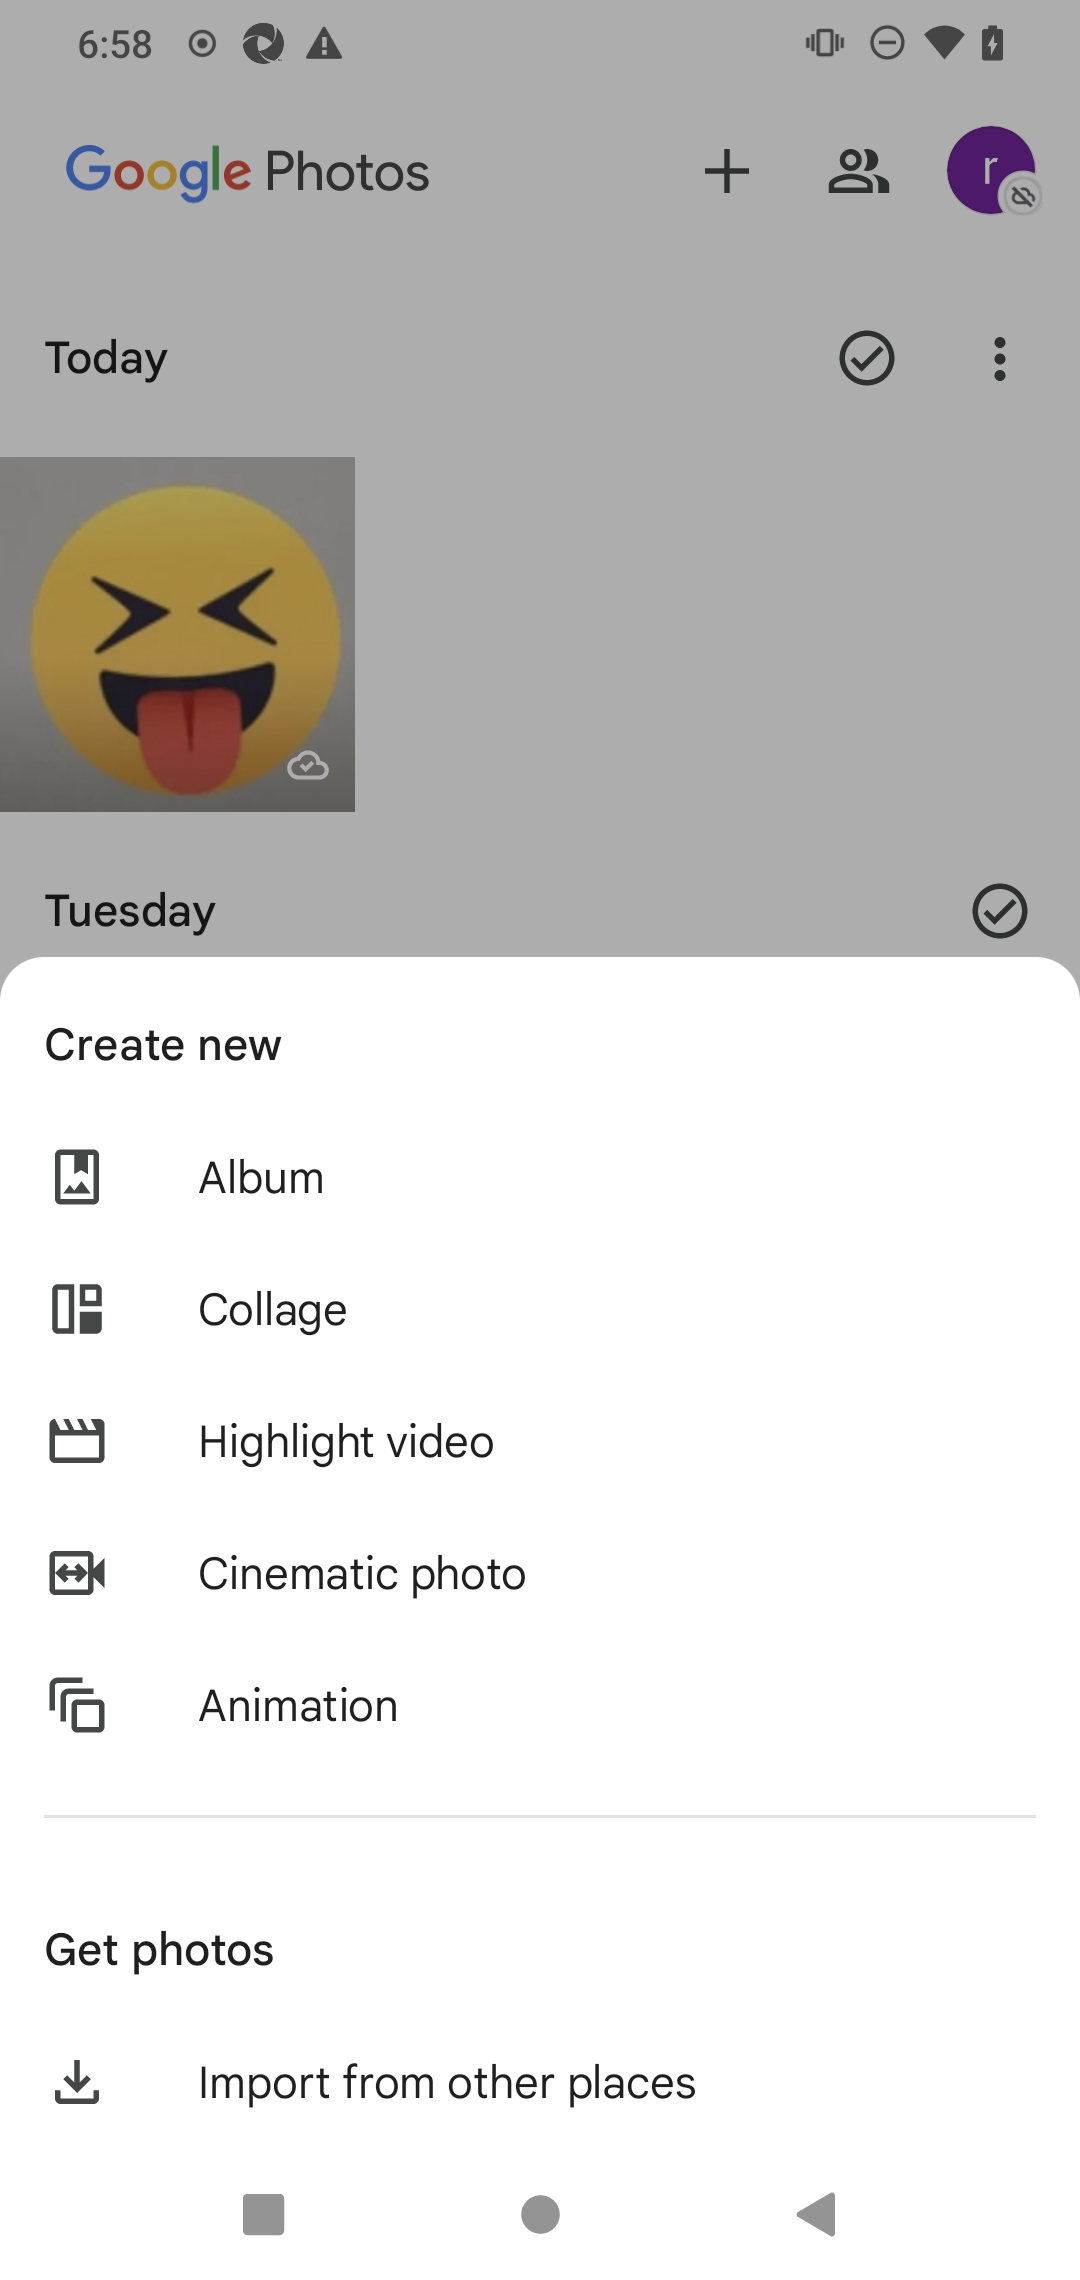 6:58
Google Photos
r
Today
Tuesday
Create new
Album
Collage
Highlight video
Cinematic photo
Animation
Get photos
Import from other places